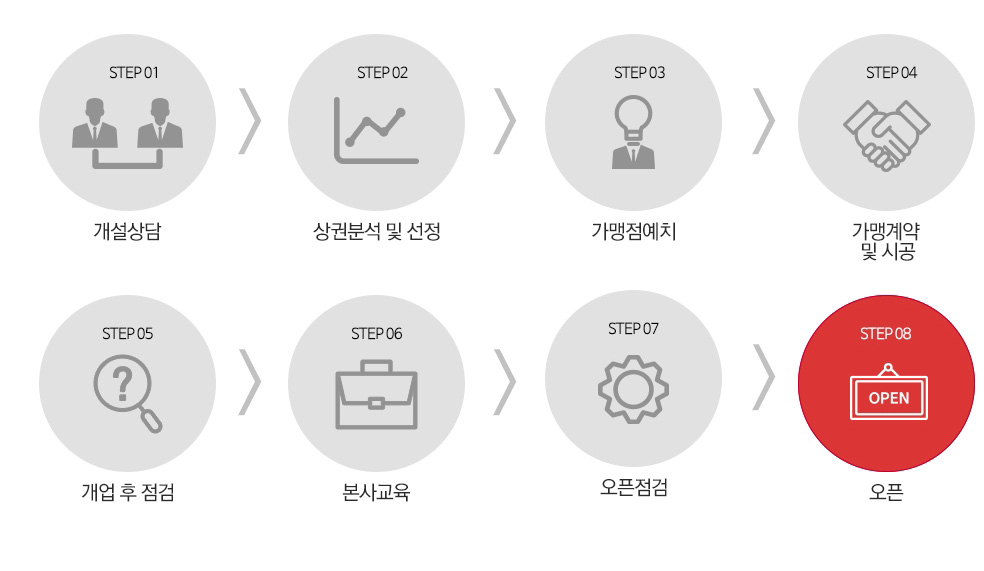 STEP 01
개설상담
STEP 02
상권분석 및 선정
STEP 03
가맹점예치
STEP 04
가맹계약
및 시공
STEP 05
?
개업 후 점검
STEP 06
본사교육
STEP 07
오픈점검
STEP 08
OPEN
오픈